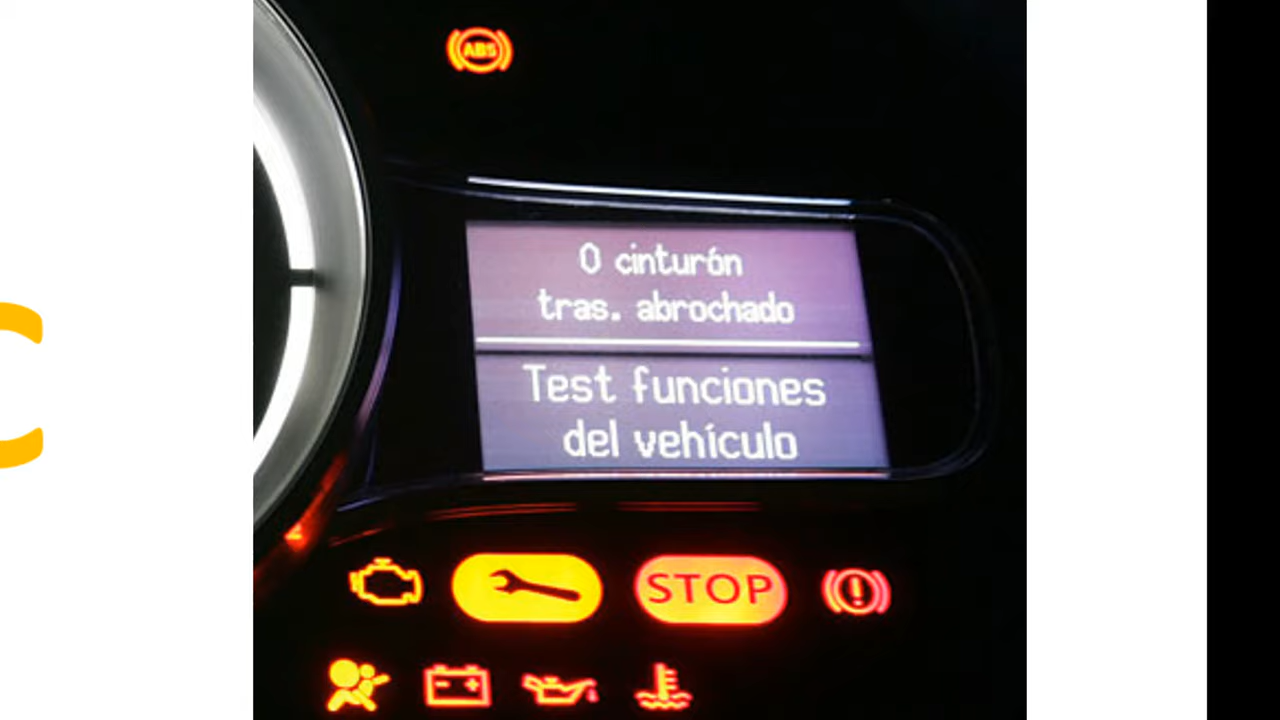 ABS
0 cinturón
tras. abrochado
Test funciones
del vehículo
STOP